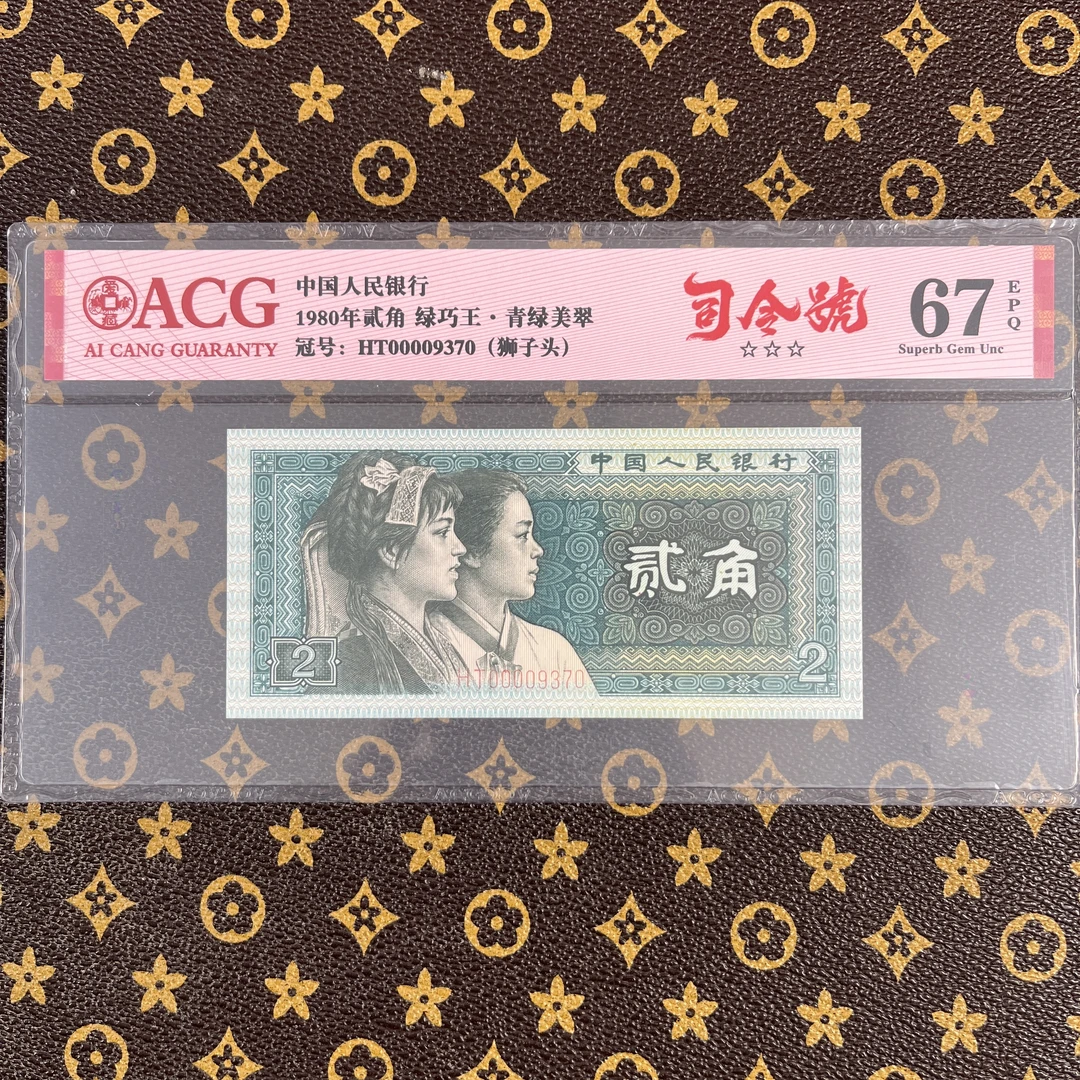 ACG
AI CANG GUARANTY
中国人民银行
1980年贰角 绿巧王·青绿美翠
冠号：HT00009370（狮子头）
司令號
☆☆☆
67
EPQ
Superb Gem Unc
中国人民银行
贰角
2
HT00009370
2